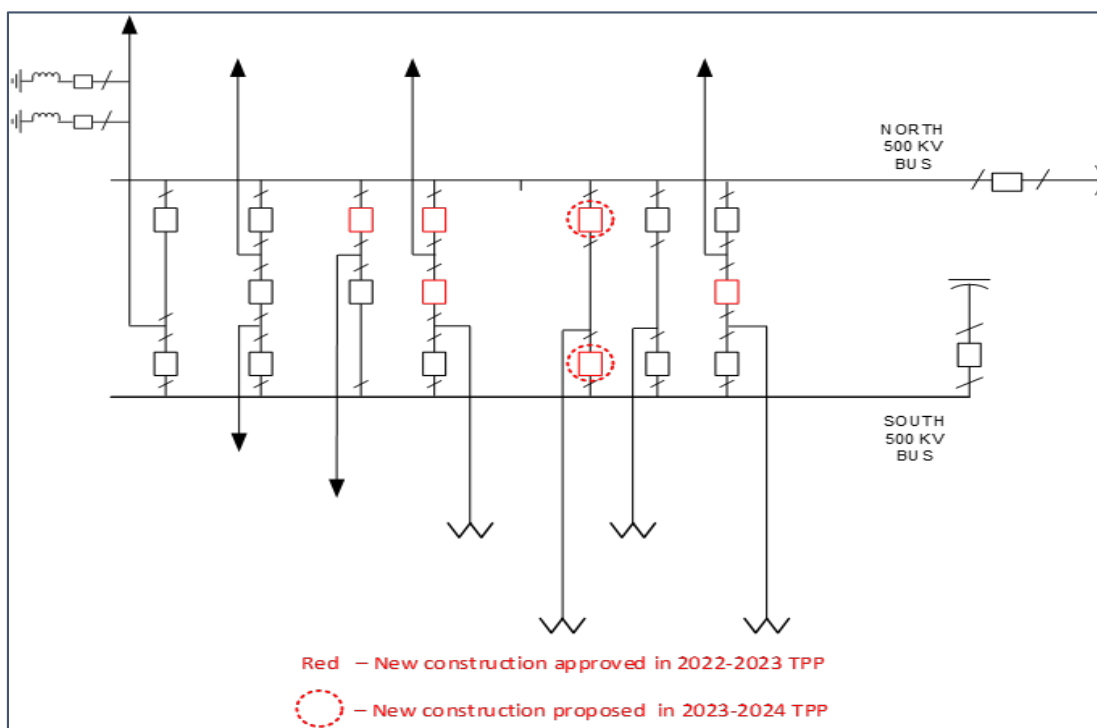 NORTH
500 KV
BUS
SOUTH
500 KV
BUS
Red – New construction approved in 2022-2023 TPP
– New construction proposed in 2023-2024 TPP